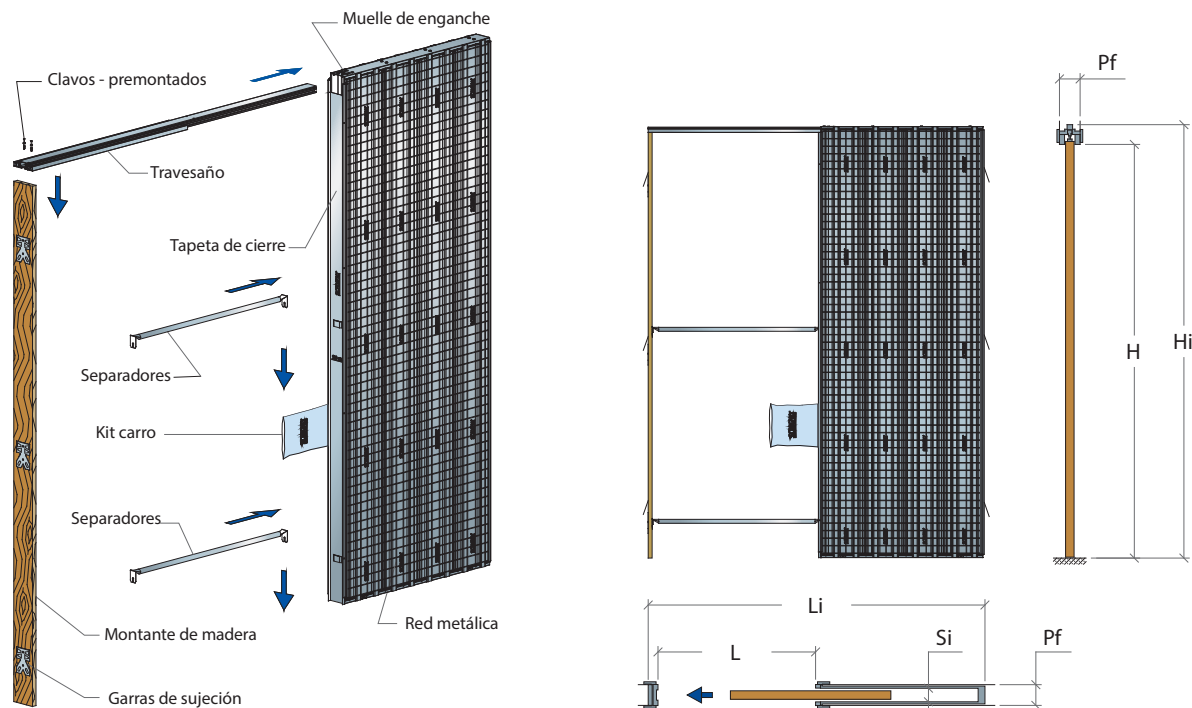 Muelle de enganche
Clavos - premontados
Travesaño
Tapeta de cierre
Separadores
Kit carro
Separadores
Montante de madera
Red metálica
Garras de sujeción
Pf
H
Hi
Li
L
Si
Pf